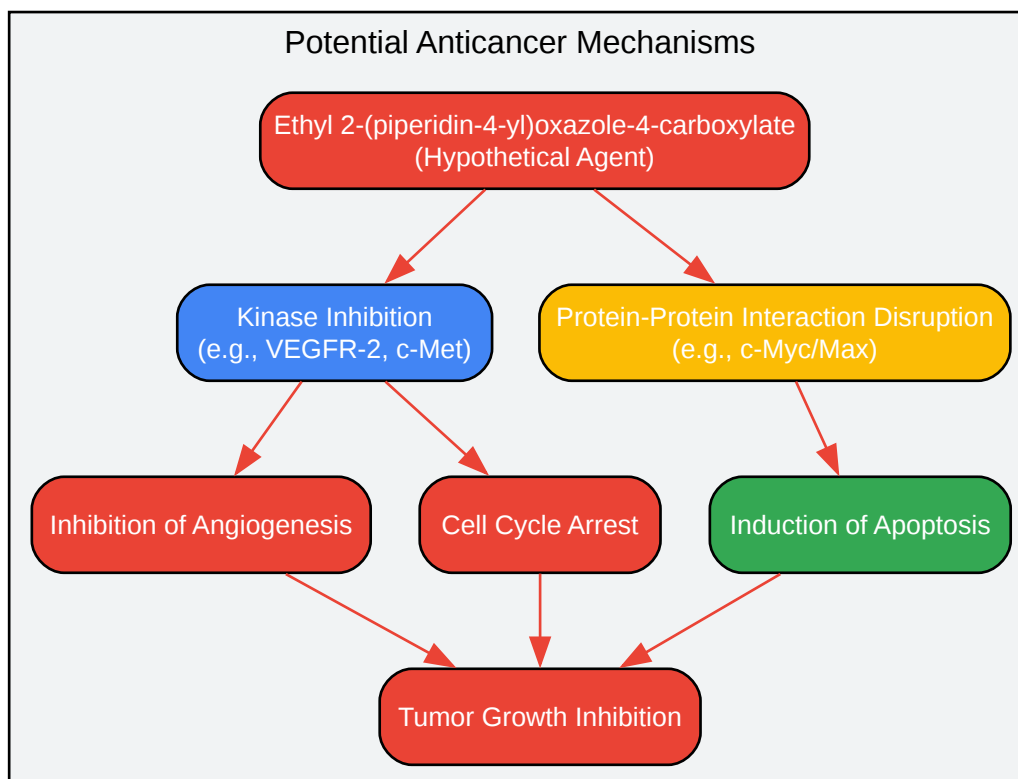 Potential Anticancer Mechanisms
Ethyl 2-(piperidin-4-yl)oxazole-4-carboxylate
(Hypothetical Agent)
Kinase Inhibition
(e.g., VEGFR-2, c-Met)
Protein-Protein Interaction Disruption
(e.g., c-Myc/Max)
Inhibition of Angiogenesis
Cell Cycle Arrest
Induction of Apoptosis
Tumor Growth Inhibition